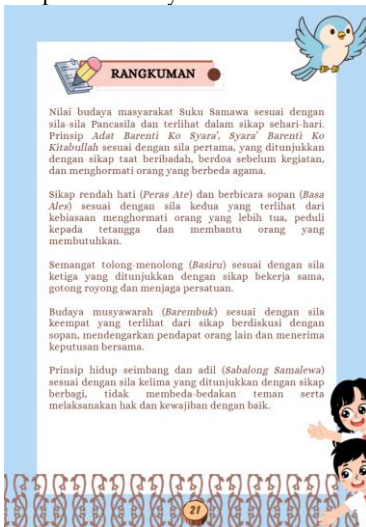 RANGKUMAN
Nilai budaya masyarakat Suku Samawa sesuai dengan
sila-sila Pancasila dan terlihat dalam sikap sehari-hari.
Prinsip Adat Barenti Ko Syara', Syara' Barenti Ko
Kitabullah sesuai dengan sila pertama, yang ditunjukkan
dengan sikap taat beribadah, berdoa sebelum kegiatan,
dan menghormati orang yang berbeda agama.
Sikap rendah hati (Peras Ate) dan berbicara sopan (Basa
Ales) sesuai dengan sila kedua yang terlihat dari
kebiasaan menghormati orang yang lebih tua, peduli
kepada tetangga dan membantu orang yang
membutuhkan.
Semangat tolong-menolong (Basiru) sesuai dengan sila
ketiga yang ditunjukkan dengan sikap bekerja sama,
gotong royong dan menjaga persatuan.
Budaya musyawarah (Barembuk) sesuai dengan sila
keempat yang terlihat dari sikap berdiskusi dengan
sopan, mendengarkan pendapat orang lain dan menerima
keputusan bersama.
Prinsip hidup seimbang dan adil (Sabalong Samalewa)
sesuai dengan sila kelima yang ditunjukkan dengan sikap
berbagi, tidak membeda-bedakan teman serta
melaksanakan hak dan kewajiban dengan baik.
21